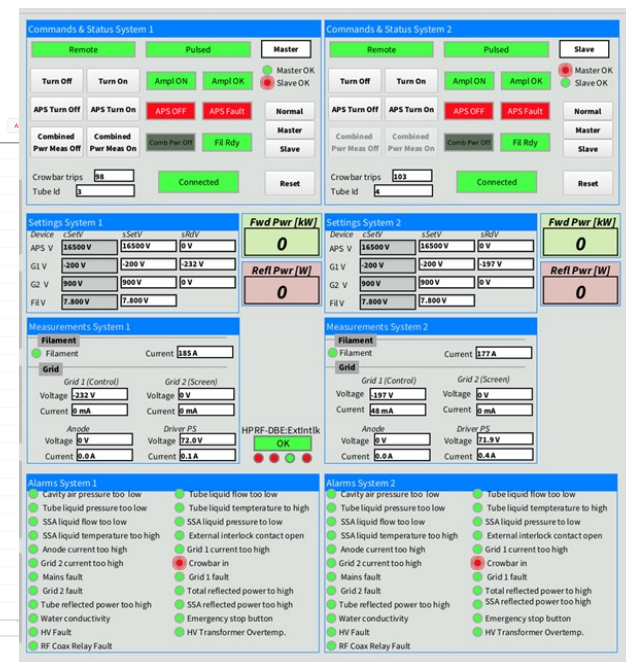 Commands & Status System 1
Remote Pulsed Master
Master OK
Turn Off Turn On Ampl ON Ampl OK Slave OK
APS Turn Off APS Turn On APS OFF APS Fault Normal
Combined Pwr Meas Off Combined Pwr Meas On Comb Pwr Off Fil Rdy Master Slave
Crowbar trips 98
Tube Id 3 Connected Reset
Commands & Status System 2
Remote Pulsed Slave
Master OK
Turn Off Turn On Ampl ON Ampl OK Slave OK
APS Turn Off APS Turn On APS OFF APS Fault Normal
Combined Pwr Meas Off Combined Pwr Meas On Comb Pwr Off Fil Rdy Master Slave
Crowbar trips 103
Tube Id 4 Connected Reset
Settings System 1
Device cSetV sSetV sRdV
APS V 16500 V 16500 V 0 V
G1 V -200 V -200 V -232 V
G2 V 900 V 900 V 0 V
Fil V 7.800 V 7.800 V
Fwd Pwr [kW]
0
Refl Pwr [W]
0
Settings System 2
Device cSetV sSetV sRdV
APS V 16500 V 16500 V 0 V
G1 V -200 V -200 V -197 V
G2 V 900 V 900 V 0 V
Fil V 7.800 V 7.800 V
Fwd Pwr [kW]
0
Refl Pwr [W]
0
Measurements System 1
Filament
Filament Current 185 A
Grid
Grid 1 (Control) Grid 2 (Screen)
Voltage -232 V Voltage 0 V
Current 0 mA Current 0 mA
Anode Driver PS
Voltage 0 V Voltage 72.0 V
Current 0.0 A Current 0.1 A
HPRF-DBE:ExtIntlk
OK
Measurements System 2
Filament
Filament Current 177 A
Grid
Grid 1 (Control) Grid 2 (Screen)
Voltage -197 V Voltage 0 V
Current 48 mA Current 0 mA
Anode Driver PS
Voltage 0 V Voltage 71.9 V
Current 0.0 A Current 0.4 A
Alarms System 1
Cavity air pressure too low Tube liquid flow too low
Tube liquid pressure too low Tube liquid tempterature to high
SSA liquid flow too low SSA liquid pressure to low
SSA liquid temperature too high External interlock contact open
Anode current too high Grid 1 current too high
Grid 2 current too high Crowbar in
Mains fault Grid 1 fault
Grid 2 fault Total reflected power to high
Tube reflected power too high SSA reflected power too high
Water conductivity Emergency stop button
HV Fault HV Transformer Overtemp.
RF Coax Relay Fault
Alarms System 2
Cavity air pressure too low Tube liquid flow too low
Tube liquid pressure too low Tube liquid tempterature to high
SSA liquid flow too low SSA liquid pressure to low
SSA liquid temperature too high External interlock contact open
Anode current too high Grid 1 current too high
Grid 2 current too high Crowbar in
Mains fault Grid 1 fault
Grid 2 fault Total reflected power to high
Tube reflected power too high SSA reflected power too high
Water conductivity Emergency stop button
HV Fault HV Transformer Overtemp.
RF Coax Relay Fault